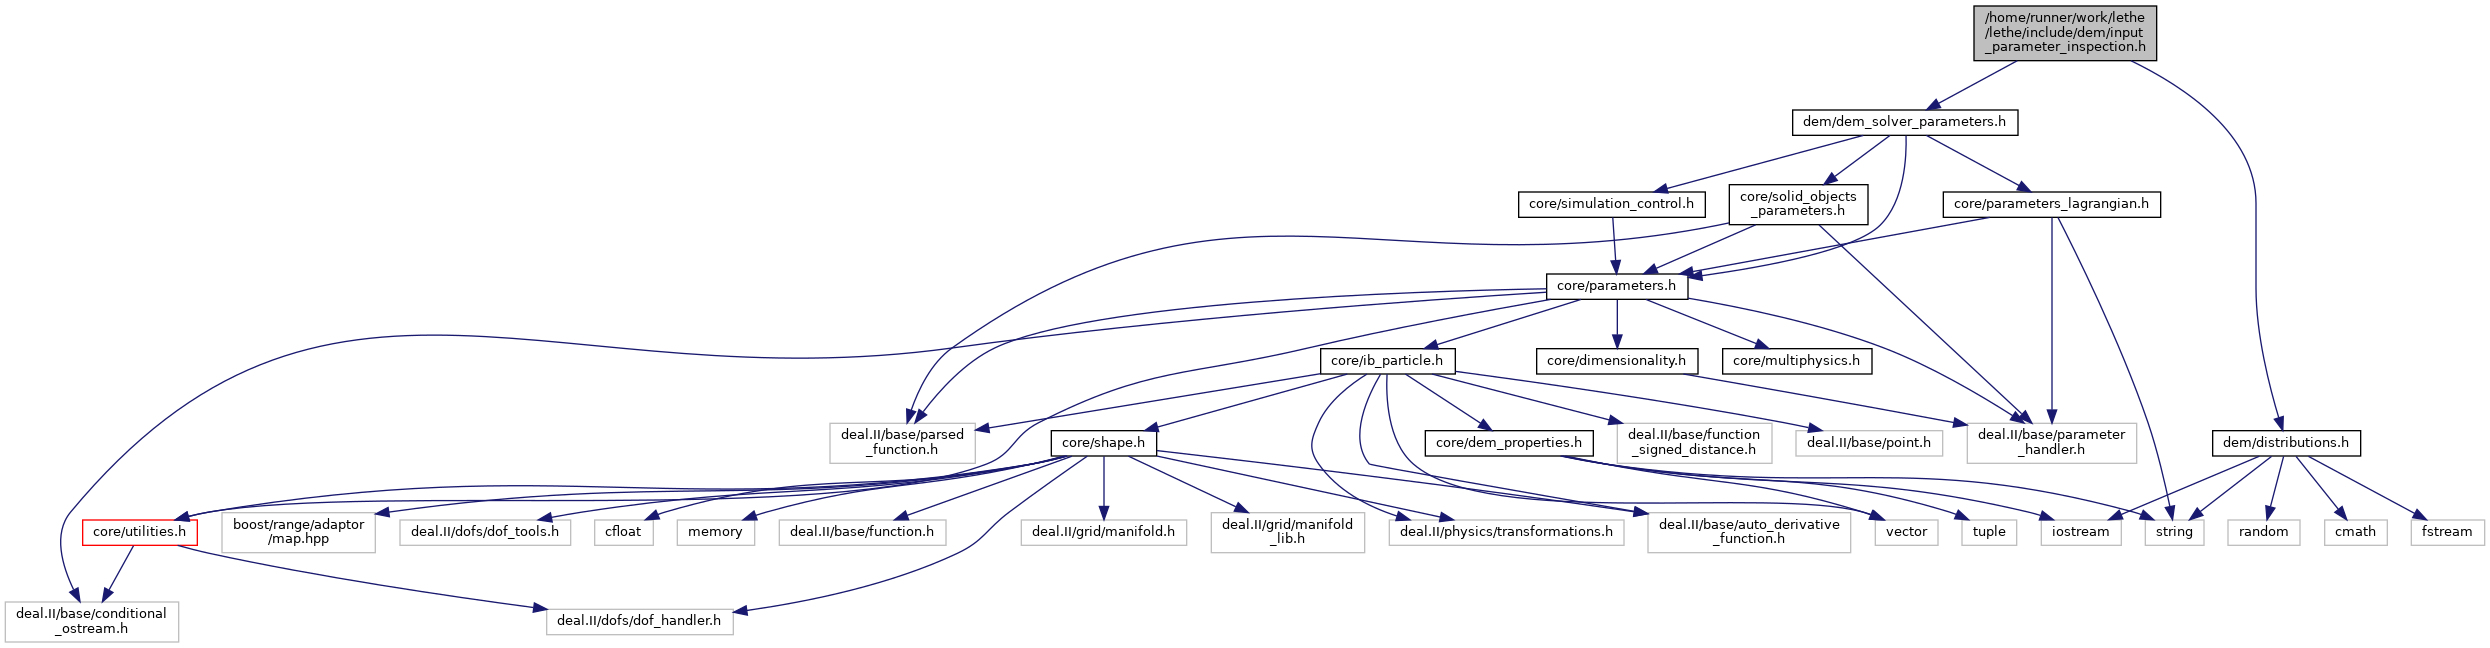 /home/runner/work/lethe
/lethe/include/dem/input
_parameter_inspection.h
dem/dem_solver_parameters.h
core/simulation_control.h
core/solid_objects
_parameters.h
core/parameters_lagrangian.h
core/parameters.h
core/ib_particle.h
core/dimensionality.h
core/multiphysics.h
deal.II/base/parsed
_function.h
core/shape.h
core/dem_properties.h
deal.II/base/function
_signed_distance.h
deal.II/base/point.h
deal.II/base/parameter
_handler.h
dem/distributions.h
core/utilities.h
boost/range/adaptor
/map.hpp
deal.II/dofs/dof_tools.h
cfloat
memory
deal.II/base/function.h
deal.II/grid/manifold.h
deal.II/grid/manifold
_lib.h
deal.II/physics/transformations.h
deal.II/base/auto_derivative
_function.h
vector
tuple
iostream
string
random
cmath
fstream
deal.II/base/conditional
_ostream.h
deal.II/dofs/dof_handler.h